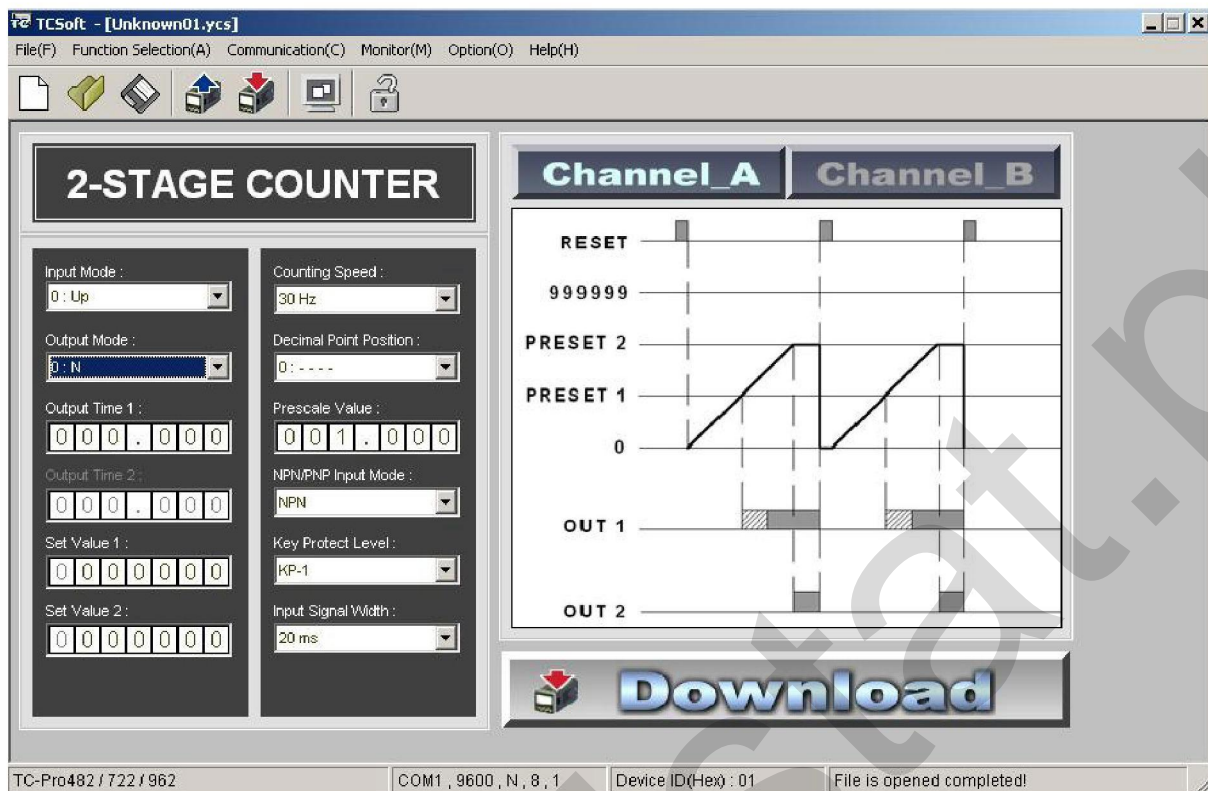 TCSoft - [Unknown01.ycs]
File(F) Function Selection(A) Communication(C) Monitor(M) Option(O) Help(H)
2-STAGE COUNTER
Input Mode :
0 : Up
Output Mode :
0 : N
Output Time 1 :
000.000
Output Time 2 :
000.000
Set Value 1 :
0000000
Set Value 2 :
0000000
Counting Speed :
30 Hz
Decimal Point Position :
0 : - - - -
Prescale Value :
001.000
NPN/PNP Input Mode :
NPN
Key Protect Level :
KP-1
Input Signal Width :
20 ms
Channel_A
Channel_B
RESET
999999
PRESET 2
PRESET 1
0
OUT 1
OUT 2
Download
TC-Pro482 / 722 / 962
COM1 , 9600 , N , 8 , 1
Device ID(Hex) : 01
File is opened completed!